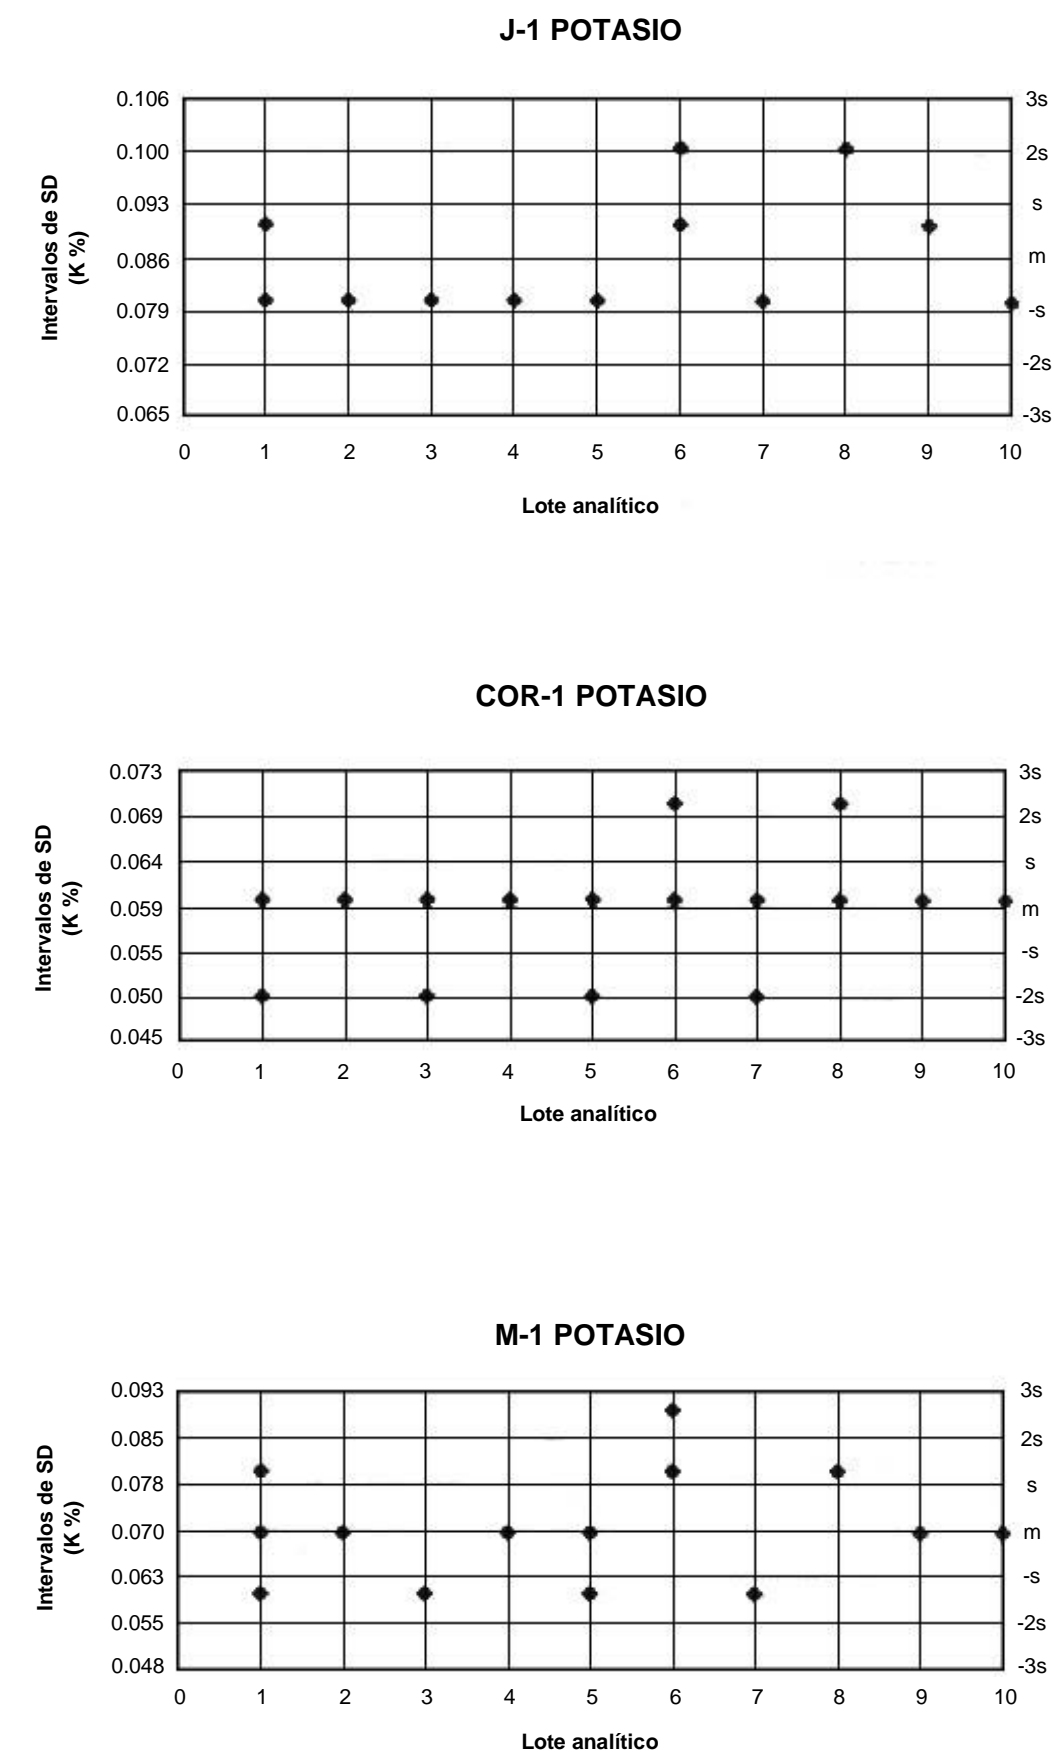 J-1 POTASIO
Intervalos de SD
(K %)
0.106 3s
0.100 2s
0.093 s
0.086 m
0.079 -s
0.072 -2s
0.065 -3s
0 1 2 3 4 5 6 7 8 9 10
Lote analítico
COR-1 POTASIO
Intervalos de SD
(K %)
0.073 3s
0.069 2s
0.064 s
0.059 m
0.055 -s
0.050 -2s
0.045 -3s
0 1 2 3 4 5 6 7 8 9 10
Lote analítico
M-1 POTASIO
Intervalos de SD
(K %)
0.093 3s
0.085 2s
0.078 s
0.070 m
0.063 -s
0.055 -2s
0.048 -3s
0 1 2 3 4 5 6 7 8 9 10
Lote analítico